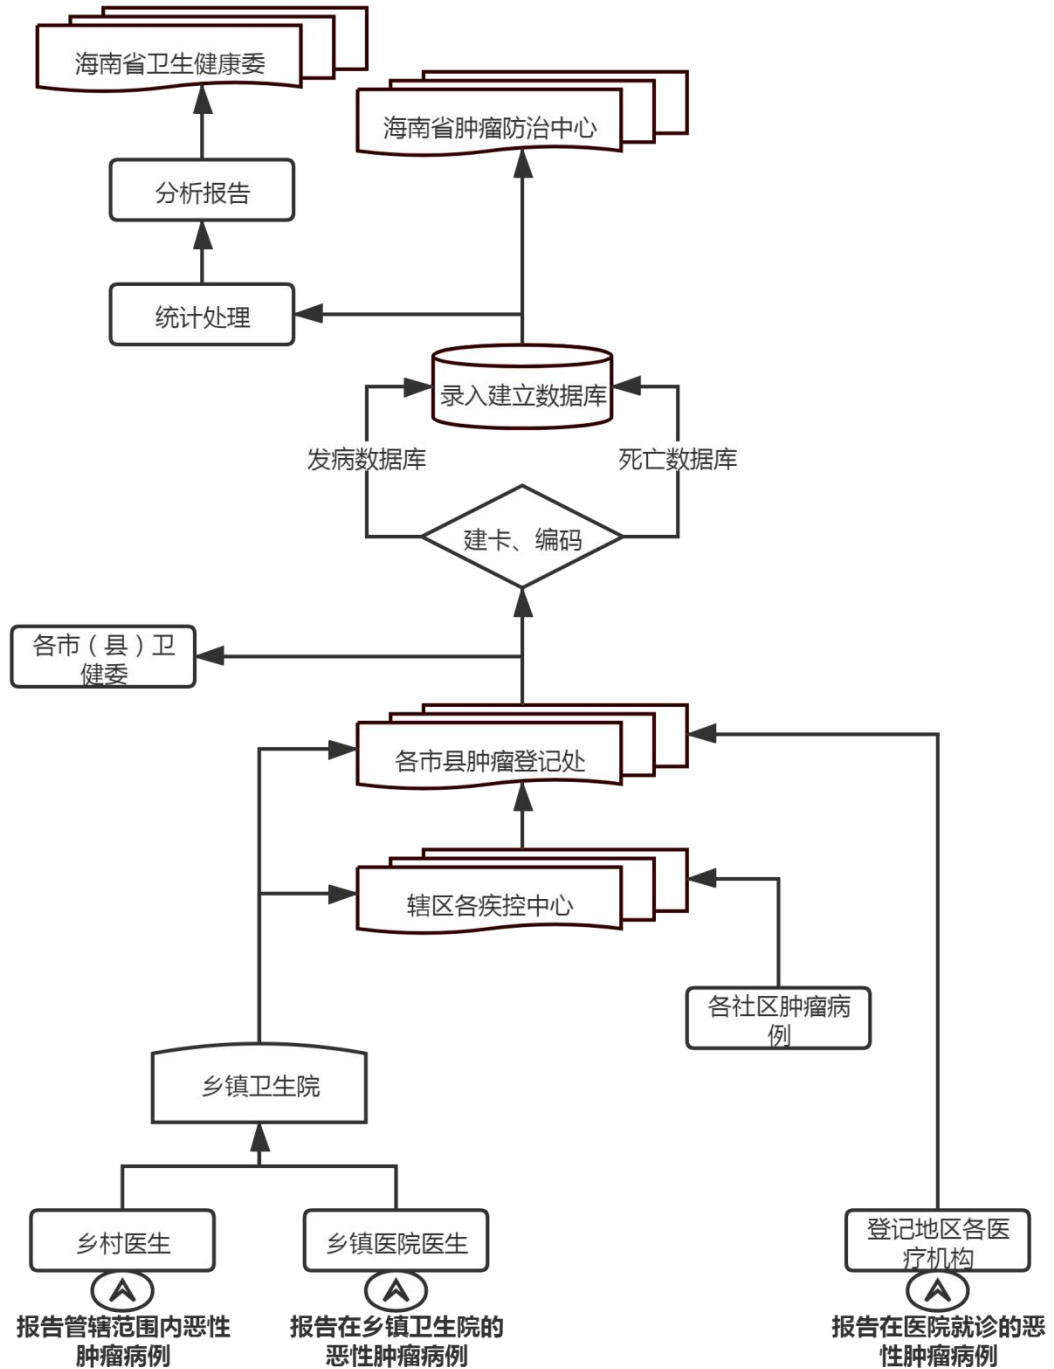 海南省卫生健康委
海南省肿瘤防治中心
分析报告
统计处理
录入建立数据库
发病数据库
死亡数据库
建卡、编码
各市（县）卫
健委
各市县肿瘤登记处
辖区各疾控中心
各社区肿瘤病
例
乡镇卫生院
乡村医生
乡镇医院医生
登记地区各医
疗机构
报告管辖范围内恶性
肿瘤病例
报告在乡镇卫生院的
恶性肿瘤病例
报告在医院就诊的恶
性肿瘤病例